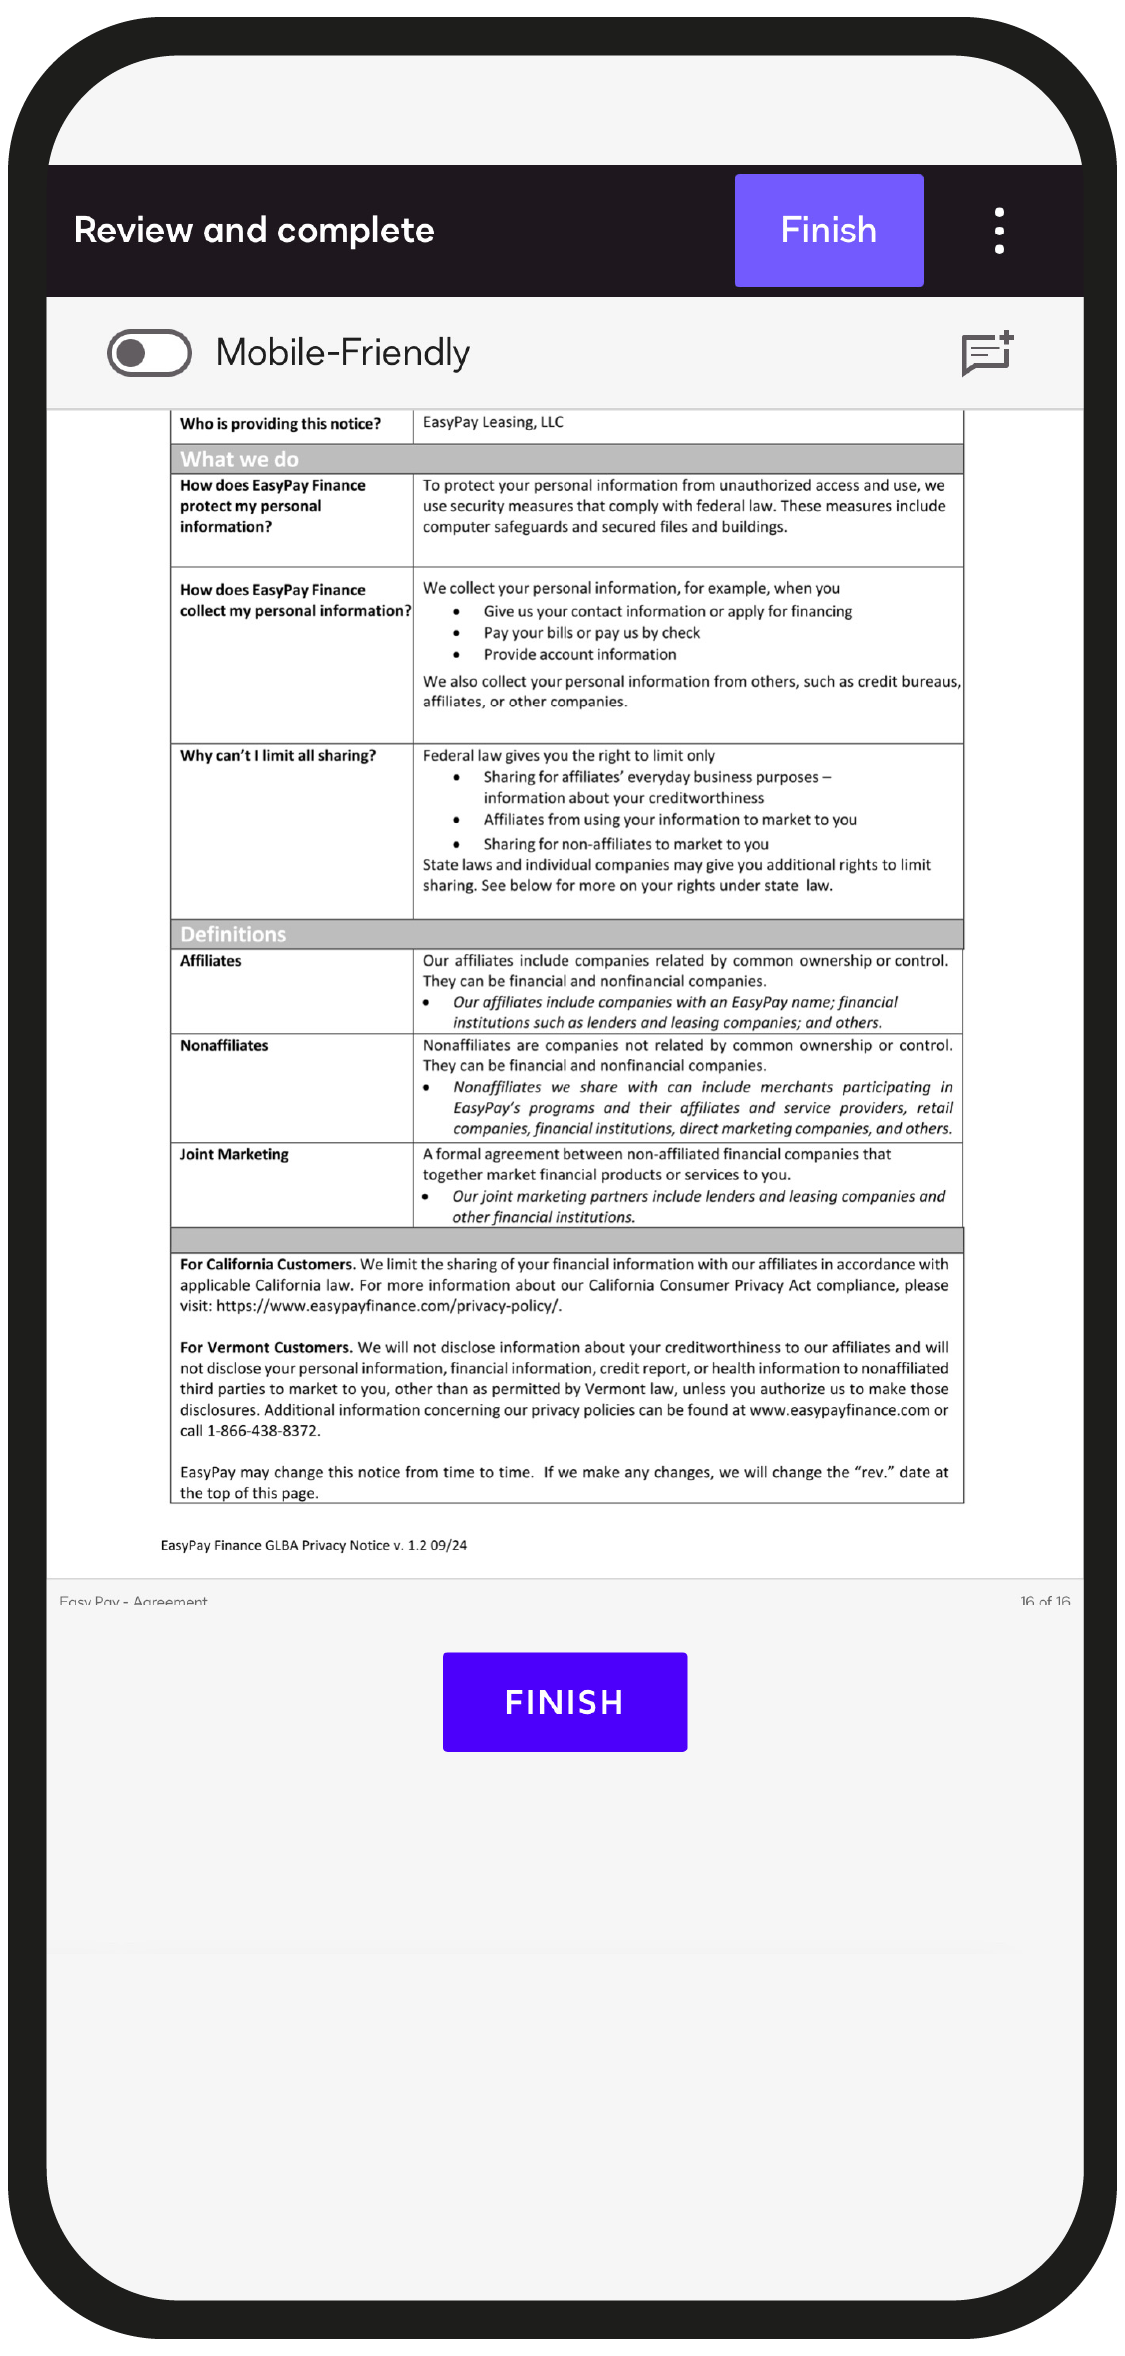 Review and complete
Finish
Mobile-Friendly
Who is providing this notice?
EasyPay Leasing, LLC
What we do
How does EasyPay Finance
protect my personal
information?
To protect your personal information from unauthorized access and use, we
use security measures that comply with federal law. These measures include
computer safeguards and secured files and buildings.
How does EasyPay Finance
collect my personal information?
We collect your personal information, for example, when you
• Give us your contact information or apply for financing
• Pay your bills or pay us by check
• Provide account information
We also collect your personal information from others, such as credit bureaus,
affiliates, or other companies.
Why can't I limit all sharing?
Federal law gives you the right to limit only
• Sharing for affiliates' everyday business purposes –
information about your creditworthiness
• Affiliates from using your information to market to you
• Sharing for non-affiliates to market to you
State laws and individual companies may give you additional rights to limit
sharing. See below for more on your rights under state law.
Definitions
Affiliates
Our affiliates include companies related by common ownership or control.
They can be financial and nonfinancial companies.
• Our affiliates include companies with an EasyPay name; financial
institutions such as lenders and leasing companies; and others.
Nonaffiliates
Nonaffiliates are companies not related by common ownership or control.
They can be financial and nonfinancial companies.
• Nonaffiliates we share with can include merchants participating in
EasyPay's programs and their affiliates and service providers, retail
companies, financial institutions, direct marketing companies, and others.
Joint Marketing
A formal agreement between non-affiliated financial companies that
together market financial products or services to you.
• Our joint marketing partners include lenders and leasing companies and
other financial institutions.
For California Customers. We limit the sharing of your financial information with our affiliates in accordance with
applicable California law. For more information about our California Consumer Privacy Act compliance, please
visit: https://www.easypayfinance.com/privacy-policy/.
For Vermont Customers. We will not disclose information about your creditworthiness to our affiliates and will
not disclose your personal information, financial information, credit report, or health information to nonaffiliated
third parties to market to you, other than as permitted by Vermont law, unless you authorize us to make those
disclosures. Additional information concerning our privacy policies can be found at www.easypayfinance.com or
call 1-866-438-8372.
EasyPay may change this notice from time to time. If we make any changes, we will change the “rev.” date at
the top of this page.
EasyPay Finance GLBA Privacy Notice v. 1.2 09/24
Easy Pay - Agreement
16 of 16
FINISH